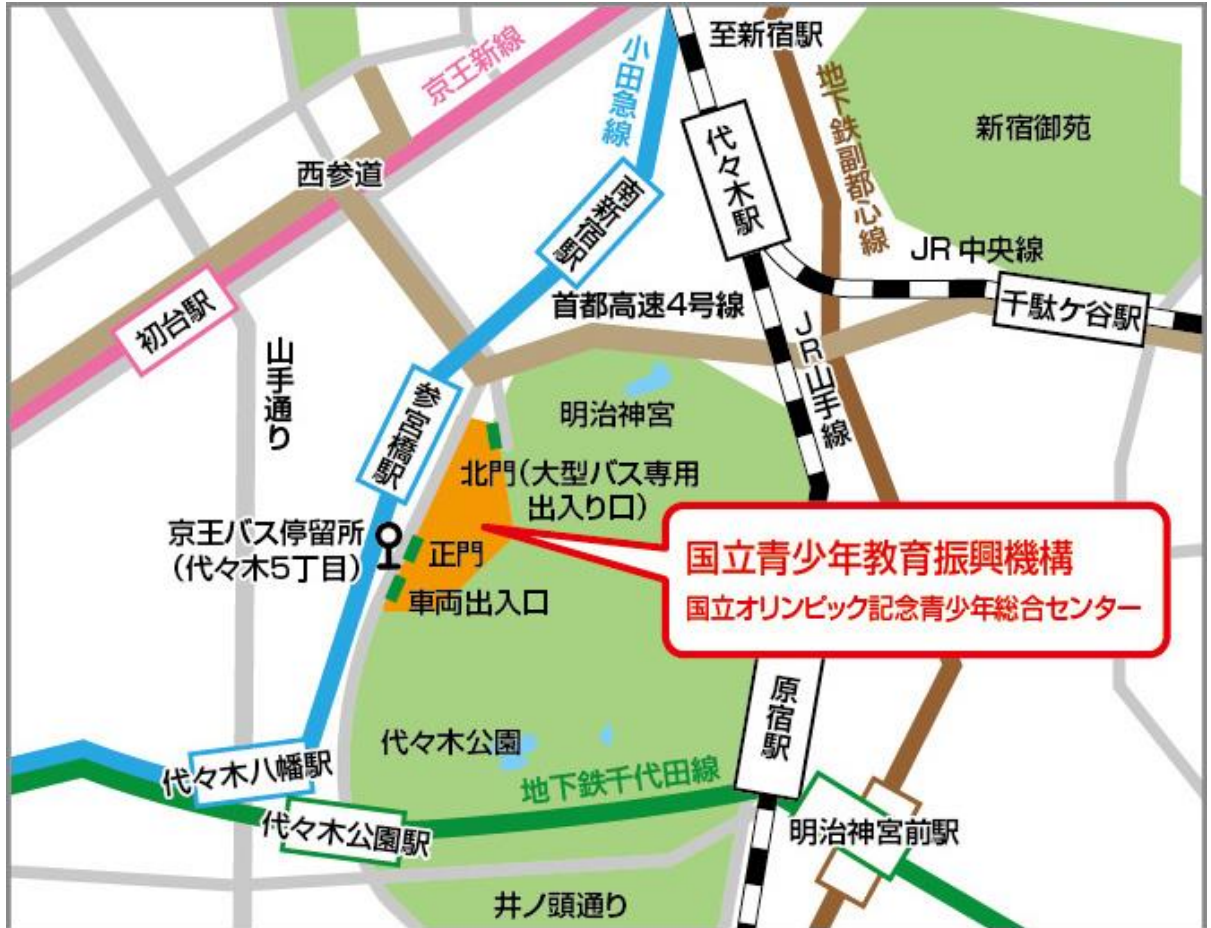 至新宿駅
京王新線
小田急線
地下鉄副都心線
新宿御苑
代々木駅
西参道
南新宿駅
JR中央線
千駄ケ谷駅
首都高速4号線
初台駅
山手通り
JR山手線
参宮橋駅
明治神宮
北門(大型バス専用
出入り口)
京王バス停留所
(代々木5丁目)
正門
車両出入口
国立青少年教育振興機構
国立オリンピック記念青少年総合センター
原宿駅
代々木公園
代々木八幡駅
地下鉄千代田線
代々木公園駅
明治神宮前駅
井ノ頭通り